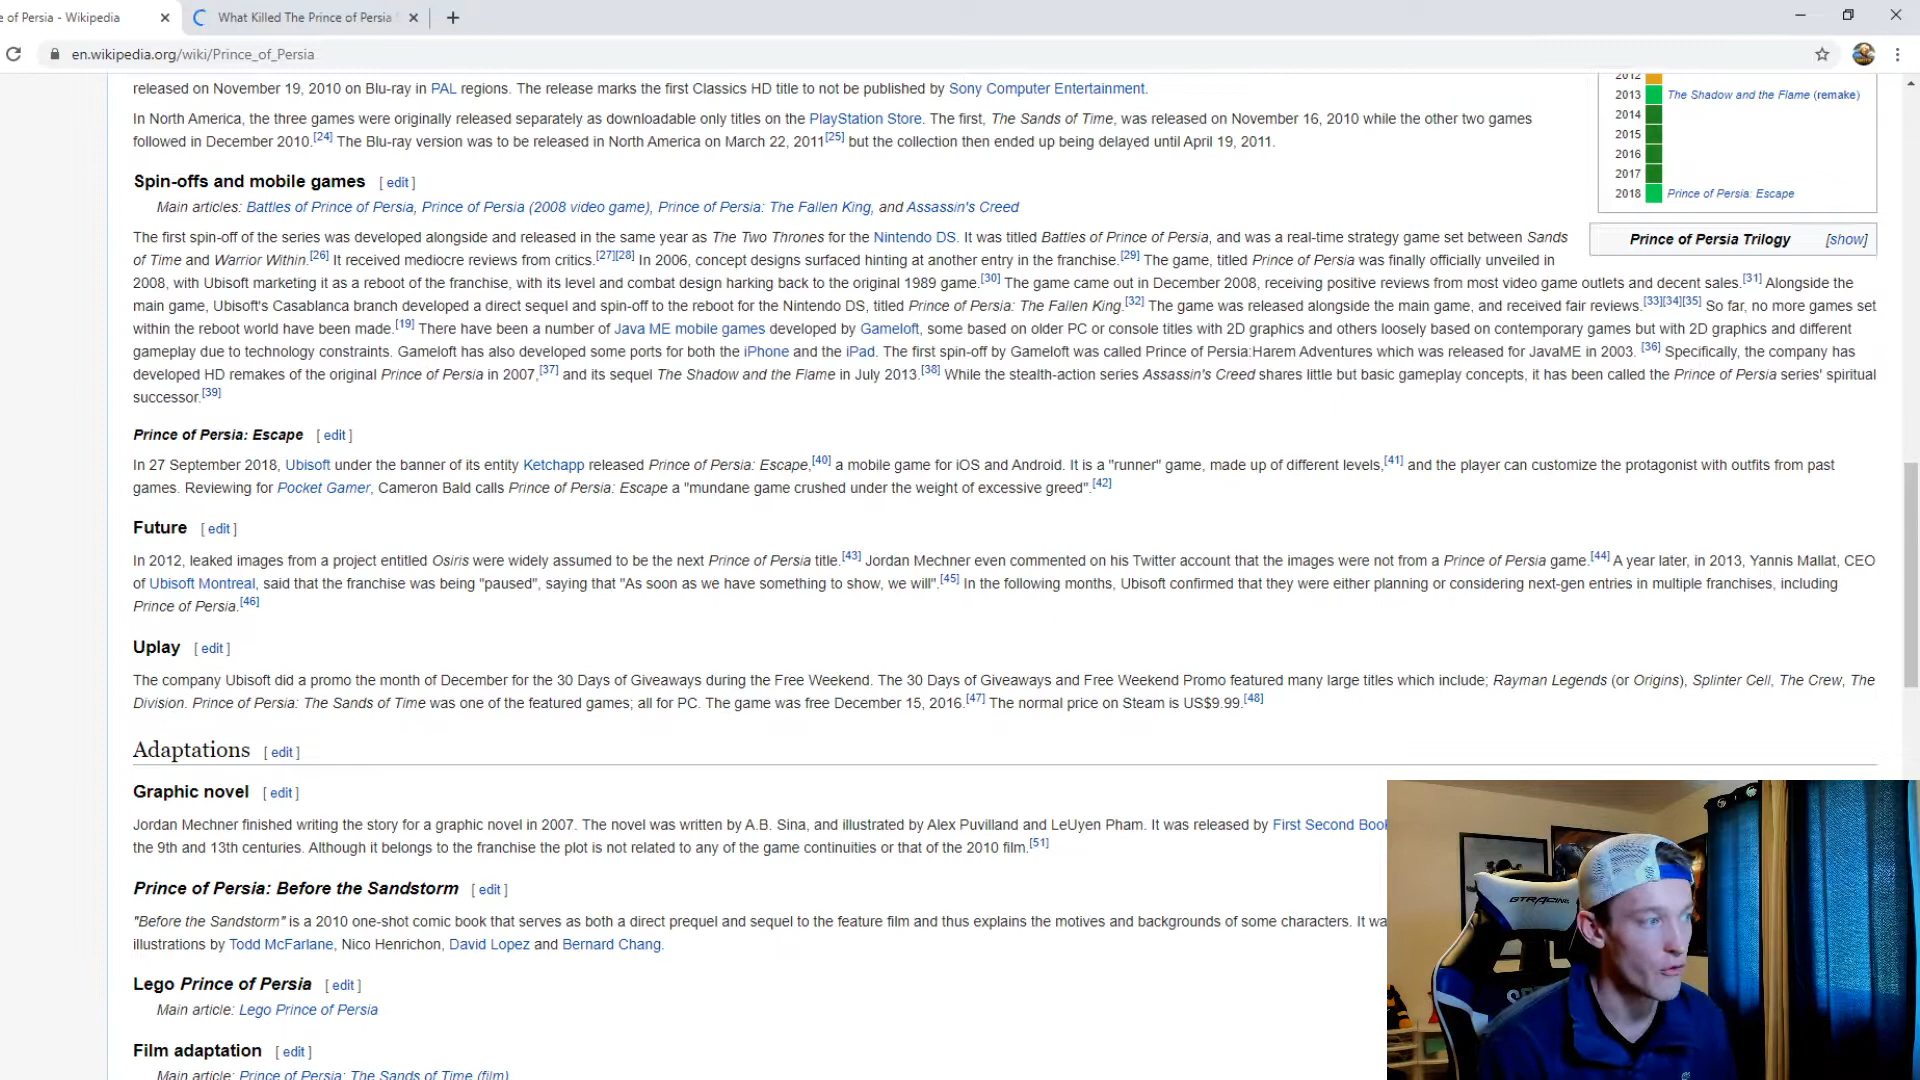 e of Persia - Wikipedia
What Killed The Prince of Persia
en.wikipedia.org/wiki/Prince_of_Persia
released on November 19, 2010 on Blu-ray in PAL regions. The release marks the first Classics HD title to not be published by Sony Computer Entertainment.
In North America, the three games were originally released separately as downloadable only titles on the PlayStation Store. The first, The Sands of Time, was released on November 16, 2010 while the other two games
followed in December 2010.[24] The Blu-ray version was to be released in North America on March 22, 2011[25] but the collection then ended up being delayed until April 19, 2011.
2012
2013 The Shadow and the Flame (remake)
2014
2015
2016
2017
2018 Prince of Persia: Escape
Prince of Persia Trilogy [show]
Spin-offs and mobile games [ edit ]
Main articles: Battles of Prince of Persia, Prince of Persia (2008 video game), Prince of Persia: The Fallen King, and Assassin's Creed
The first spin-off of the series was developed alongside and released in the same year as The Two Thrones for the Nintendo DS. It was titled Battles of Prince of Persia, and was a real-time strategy game set between Sands
of Time and Warrior Within.[26] It received mediocre reviews from critics.[27][28] In 2006, concept designs surfaced hinting at another entry in the franchise.[29] The game, titled Prince of Persia was finally officially unveiled in
2008, with Ubisoft marketing it as a reboot of the franchise, with its level and combat design harking back to the original 1989 game.[30] The game came out in December 2008, receiving positive reviews from most video game outlets and decent sales.[31] Alongside the
main game, Ubisoft's Casablanca branch developed a direct sequel and spin-off to the reboot for the Nintendo DS, titled Prince of Persia: The Fallen King.[32] The game was released alongside the main game, and received fair reviews.[33][34][35] So far, no more games set
within the reboot world have been made.[19] There have been a number of Java ME mobile games developed by Gameloft, some based on older PC or console titles with 2D graphics and others loosely based on contemporary games but with 2D graphics and different
gameplay due to technology constraints. Gameloft has also developed some ports for both the iPhone and the iPad. The first spin-off by Gameloft was called Prince of Persia:Harem Adventures which was released for JavaME in 2003. [36] Specifically, the company has
developed HD remakes of the original Prince of Persia in 2007,[37] and its sequel The Shadow and the Flame in July 2013.[38] While the stealth-action series Assassin's Creed shares little but basic gameplay concepts, it has been called the Prince of Persia series' spiritual
successor.[39]
Prince of Persia: Escape [ edit ]
In 27 September 2018, Ubisoft under the banner of its entity Ketchapp released Prince of Persia: Escape,[40] a mobile game for iOS and Android. It is a "runner" game, made up of different levels,[41] and the player can customize the protagonist with outfits from past
games. Reviewing for Pocket Gamer, Cameron Bald calls Prince of Persia: Escape a "mundane game crushed under the weight of excessive greed".[42]
Future [ edit ]
In 2012, leaked images from a project entitled Osiris were widely assumed to be the next Prince of Persia title.[43] Jordan Mechner even commented on his Twitter account that the images were not from a Prince of Persia game.[44] A year later, in 2013, Yannis Mallat, CEO
of Ubisoft Montreal, said that the franchise was being "paused", saying that "As soon as we have something to show, we will".[45] In the following months, Ubisoft confirmed that they were either planning or considering next-gen entries in multiple franchises, including
Prince of Persia.[46]
Uplay [ edit ]
The company Ubisoft did a promo the month of December for the 30 Days of Giveaways during the Free Weekend. The 30 Days of Giveaways and Free Weekend Promo featured many large titles which include; Rayman Legends (or Origins), Splinter Cell, The Crew, The
Division. Prince of Persia: The Sands of Time was one of the featured games; all for PC. The game was free December 15, 2016.[47] The normal price on Steam is US$9.99.[48]
Adaptations [ edit ]
Graphic novel [ edit ]
Jordan Mechner finished writing the story for a graphic novel in 2007. The novel was written by A.B. Sina, and illustrated by Alex Puvilland and LeUyen Pham. It was released by First Second Book
the 9th and 13th centuries. Although it belongs to the franchise the plot is not related to any of the game continuities or that of the 2010 film.[51]
Prince of Persia: Before the Sandstorm [ edit ]
"Before the Sandstorm" is a 2010 one-shot comic book that serves as both a direct prequel and sequel to the feature film and thus explains the motives and backgrounds of some characters. It wa
illustrations by Todd McFarlane, Nico Henrichon, David Lopez and Bernard Chang.
Lego Prince of Persia [ edit ]
Main article: Lego Prince of Persia
Film adaptation [ edit ]
Main article: Prince of Persia: The Sands of Time (film)
GTRACING